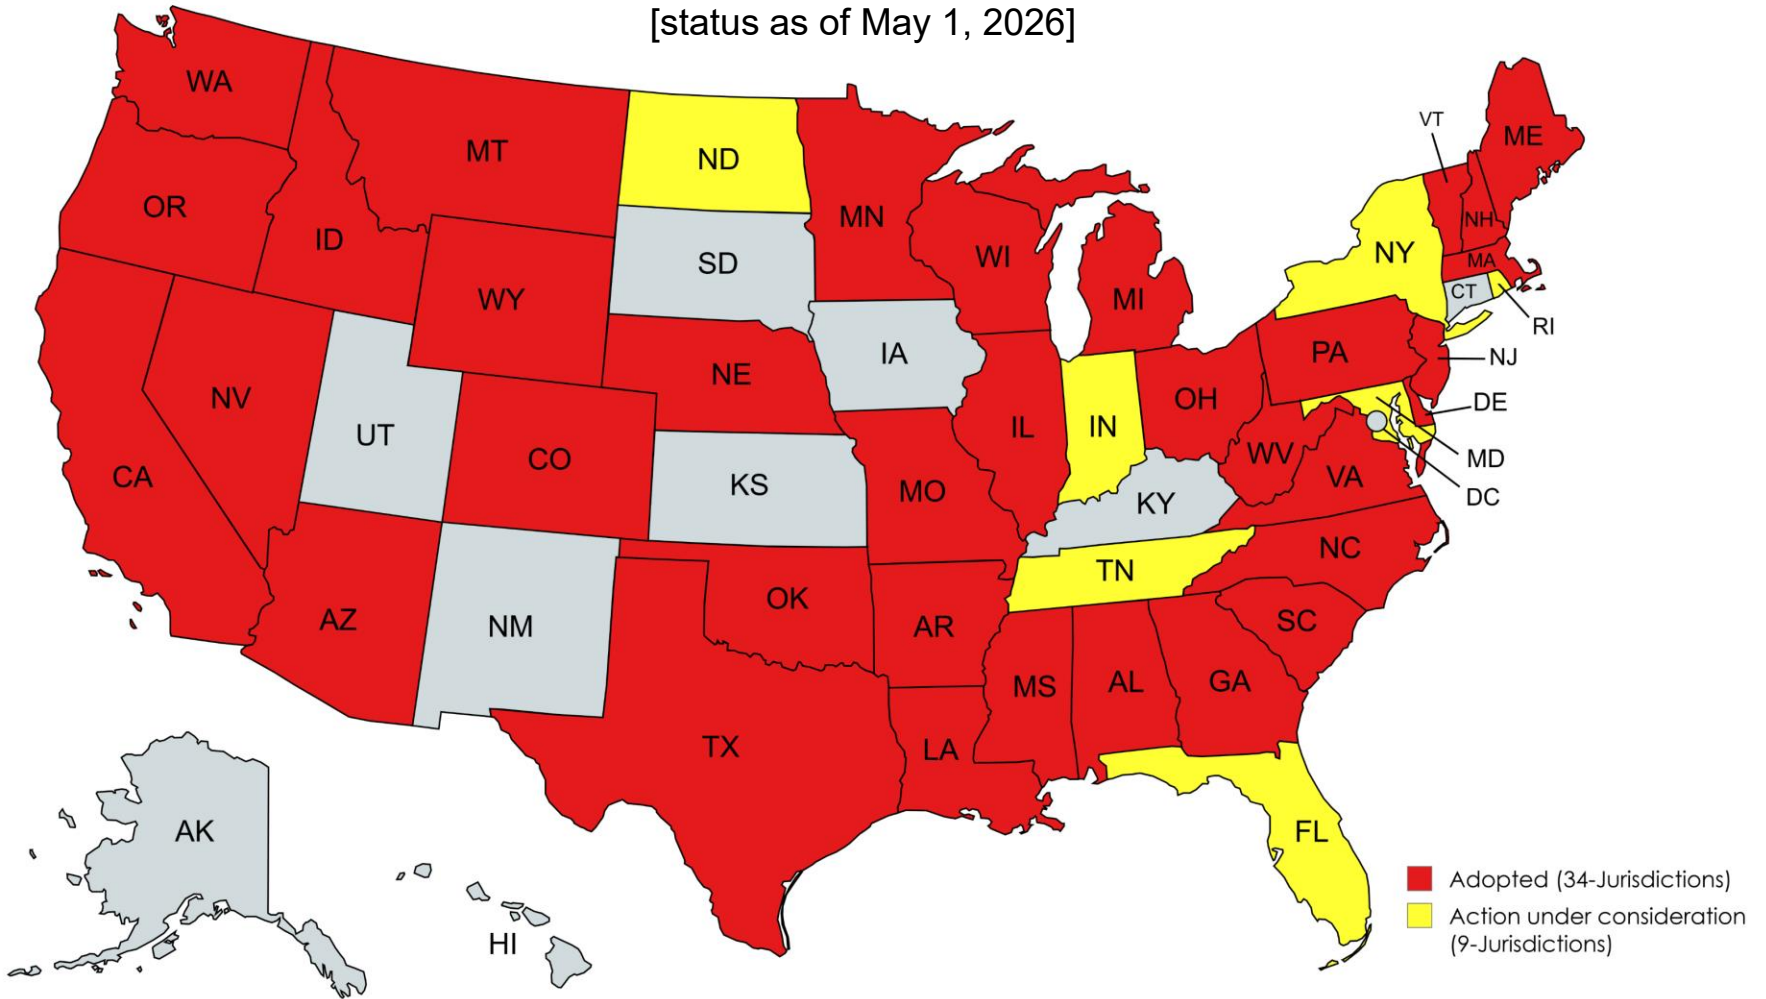 [status as of May 1, 2026]
WA
MT
ND
VT
ME
OR
ID
MN
NH
SD
WI
NY
MA
WY
MI
CT
RI
IA
PA
NJ
NE
NV
OH
DE
UT
IL
IN
CO
WV
MD
CA
KS
MO
KY
VA
DC
NC
TN
OK
AZ
NM
AR
SC
MS
AL
GA
TX
LA
AK
FL
HI
Adopted (34-Jurisdictions)
Action under consideration
(9-Jurisdictions)